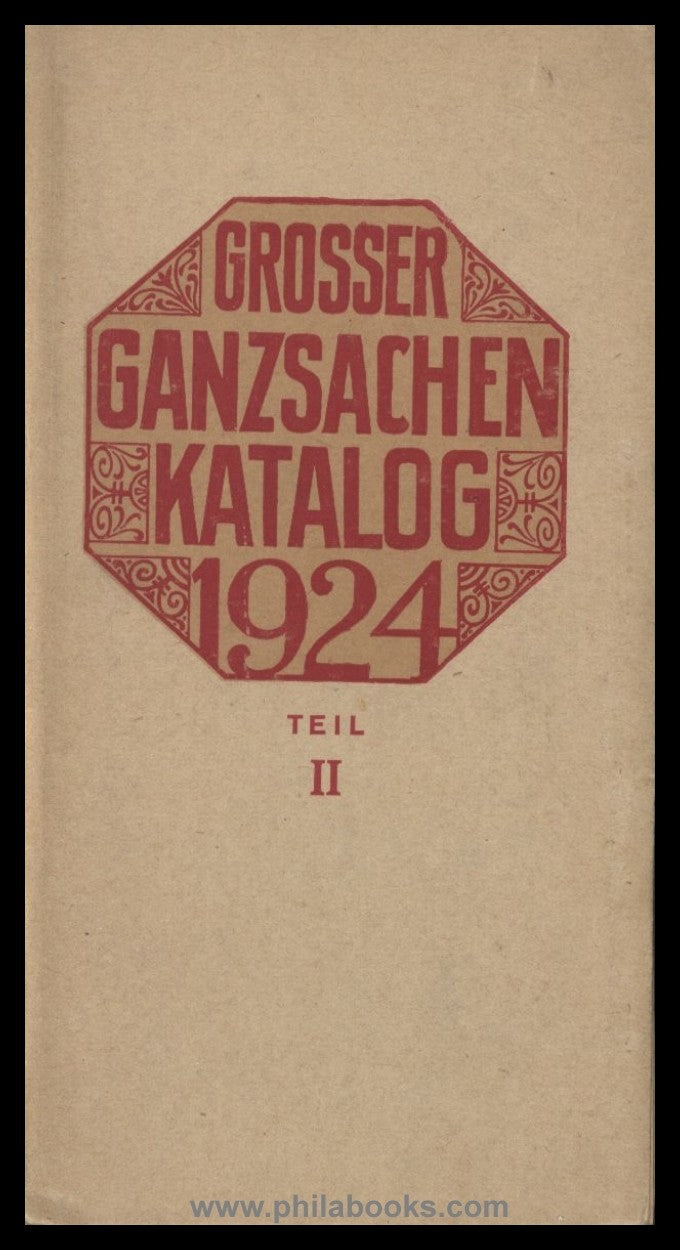 GROSSER
GANZSACHEN
KATALOG
1924
TEIL
II
www.philabooks.com